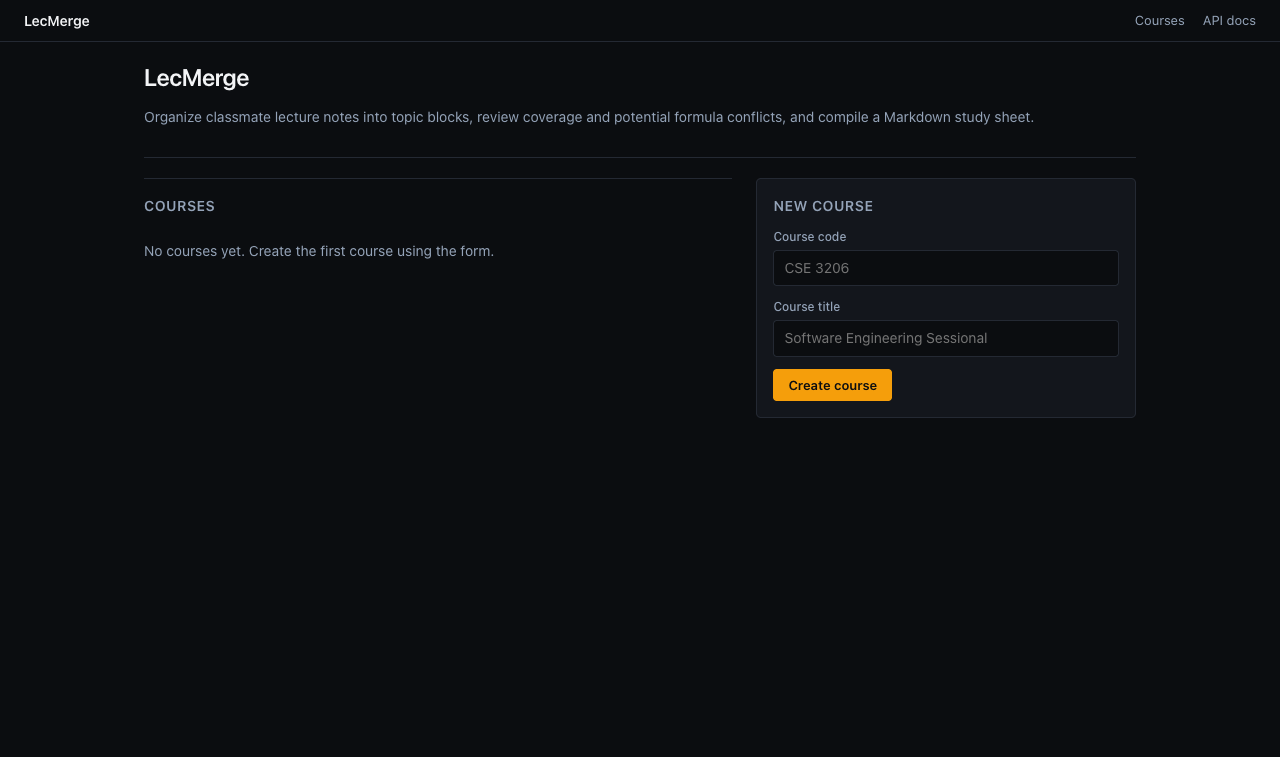 LecMerge
Courses
API docs
LecMerge
Organize classmate lecture notes into topic blocks, review coverage and potential formula conflicts, and compile a Markdown study sheet.
COURSES
No courses yet. Create the first course using the form.
NEW COURSE
Course code
CSE 3206
Course title
Software Engineering Sessional
Create course